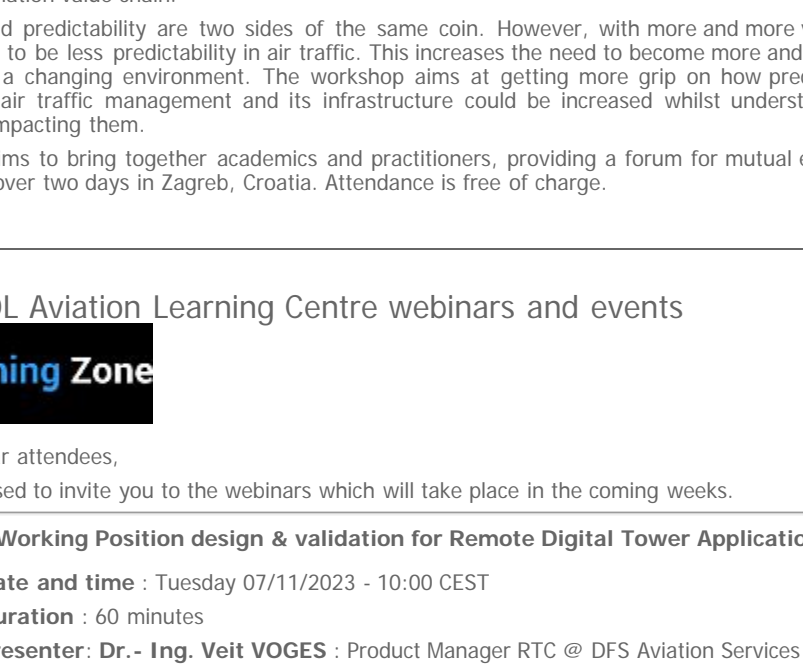 value chain.
d predictability are two sides of the same coin. However, with more and more
to be less predictability in air traffic. This increases the need to become more and
a changing environment. The workshop aims at getting more grip on how pred
air traffic management and its infrastructure could be increased whilst underst
mpacting them.
ms to bring together academics and practitioners, providing a forum for mutual e
over two days in Zagreb, Croatia. Attendance is free of charge.
OL Aviation Learning Centre webinars and events
ning Zone
r attendees,
sed to invite you to the webinars which will take place in the coming weeks.
Working Position design & validation for Remote Digital Tower Applicatio
ate and time : Tuesday 07/11/2023 - 10:00 CEST
uration : 60 minutes
resenter: Dr.- Ing. Veit VOGES : Product Manager RTC @ DFS Aviation Services